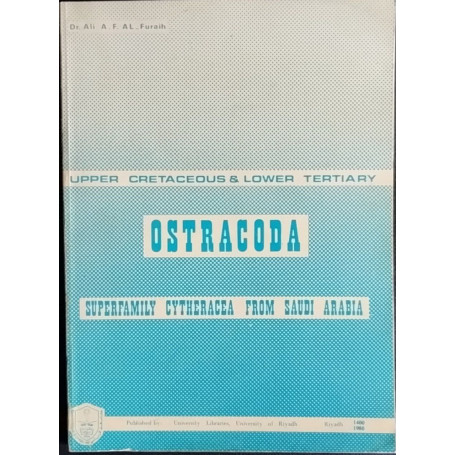 Dr. Ali A. F. AL. Furaih
UPPER CRETACEOUS & LOWER TERTIARY
OSTRACODA
SUPERFAMILY CYTHERACEA FROM SAUDI ARABIA
Published by: University Libraries, University of Riyadh Riyadh 1400
1980